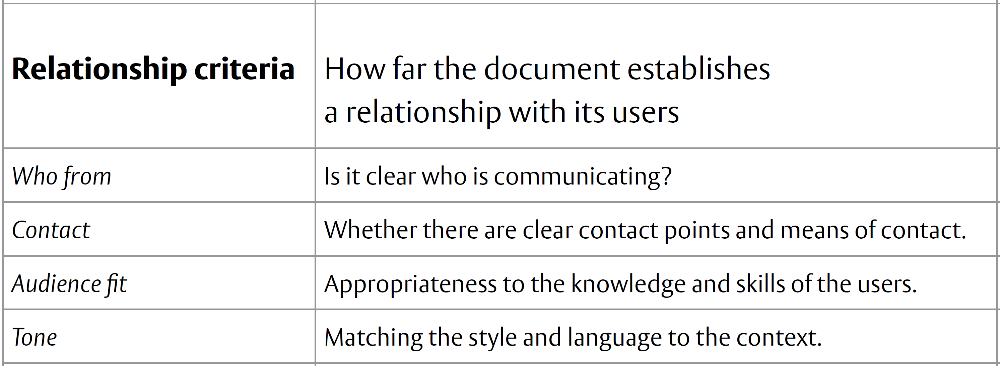 Relationship criteria
How far the document establishes
a relationship with its users
Who from
Is it clear who is communicating?
Contact
Whether there are clear contact points and means of contact.
Audience fit
Appropriateness to the knowledge and skills of the users.
Tone
Matching the style and language to the context.